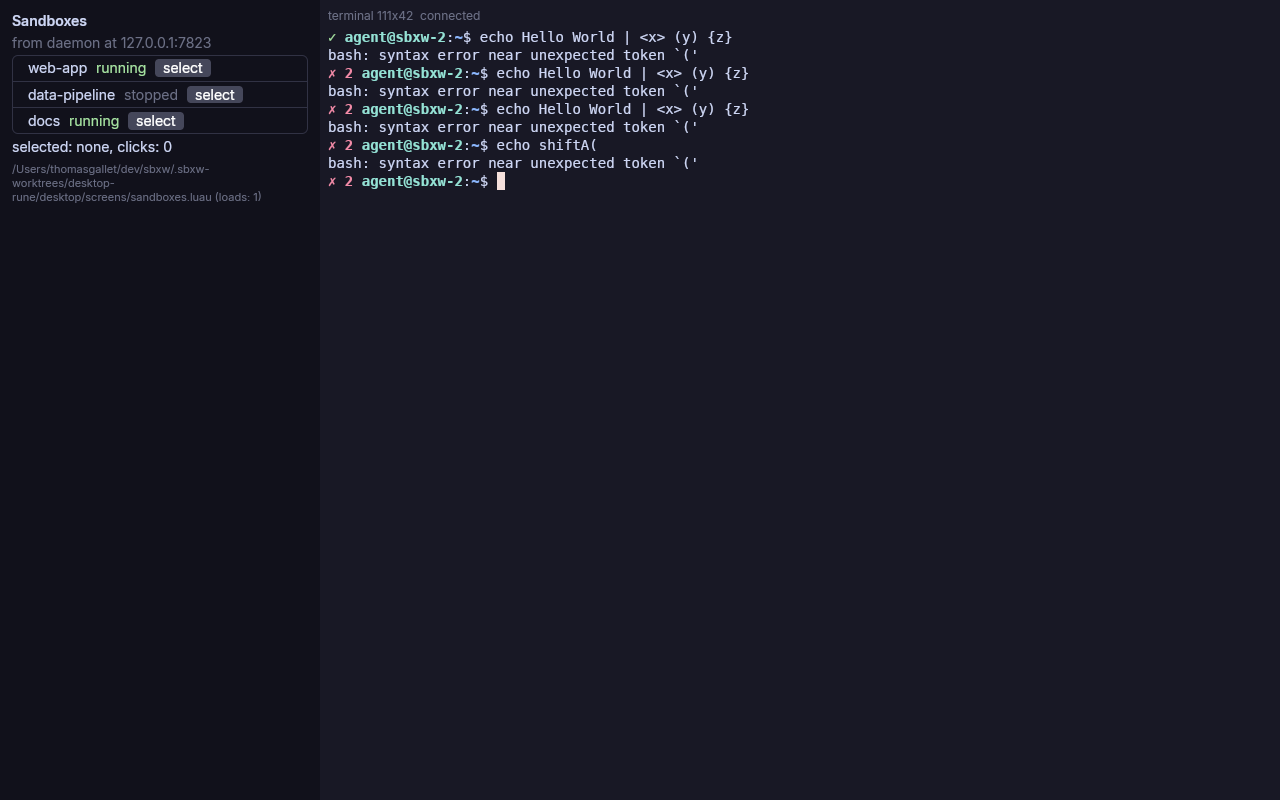 Sandboxes
from daemon at 127.0.0.1:7823
web-app running select
data-pipeline stopped select
docs running select
selected: none, clicks: 0
/Users/thomasgallet/dev/sbxw/.sbxw-
worktrees/desktop-
rune/desktop/screens/sandboxes.luau (loads: 1)
terminal 111x42 connected
✓ agent@sbxw-2:~$ echo Hello World | <x> (y) {z}
bash: syntax error near unexpected token `('
✗ 2 agent@sbxw-2:~$ echo Hello World | <x> (y) {z}
bash: syntax error near unexpected token `('
✗ 2 agent@sbxw-2:~$ echo Hello World | <x> (y) {z}
bash: syntax error near unexpected token `('
✗ 2 agent@sbxw-2:~$ echo shiftA(
bash: syntax error near unexpected token `('
✗ 2 agent@sbxw-2:~$